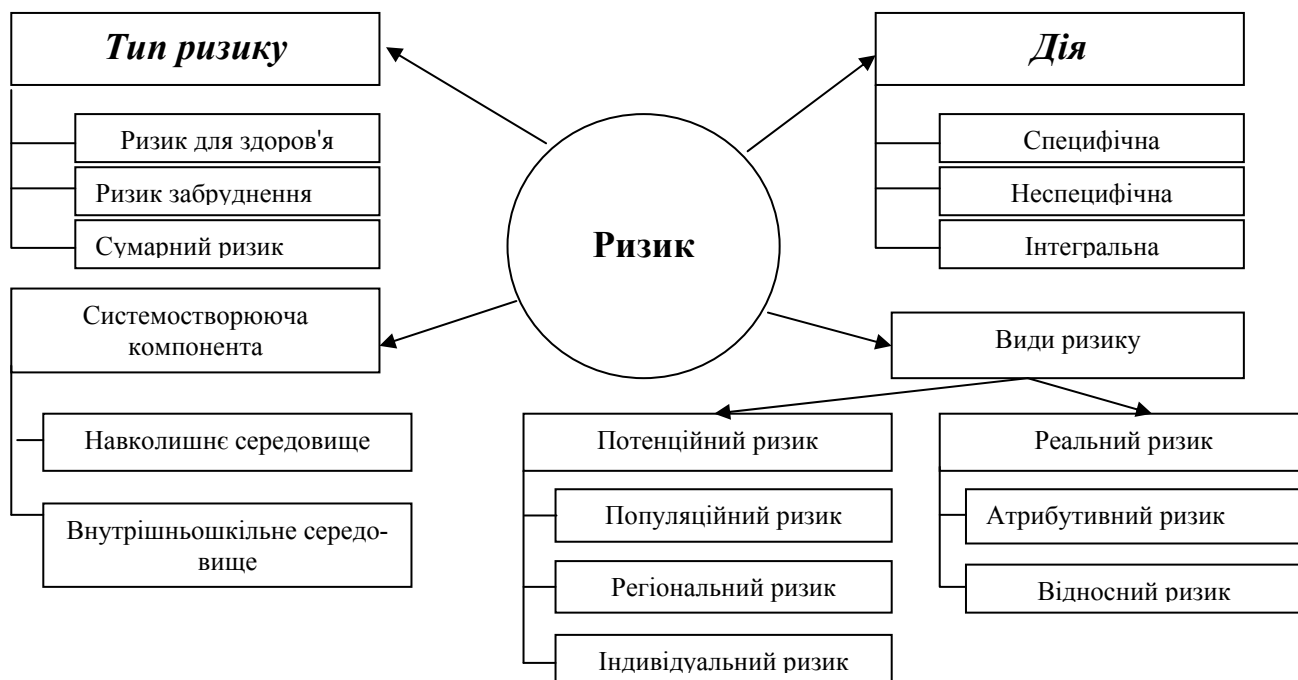 Тип ризику
Ризик для здоров'я
Ризик забруднення
Сумарний ризик
Дія
Специфічна
Неспецифічна
Інтегральна
Ризик
Системостворююча
компонента
Навколишнє середовище
Внутрішньошкільне середо-
вище
Види ризику
Потенційний ризик
Популяційний ризик
Регіональний ризик
Індивідуальний ризик
Реальний ризик
Атрибутивний ризик
Відносний ризик